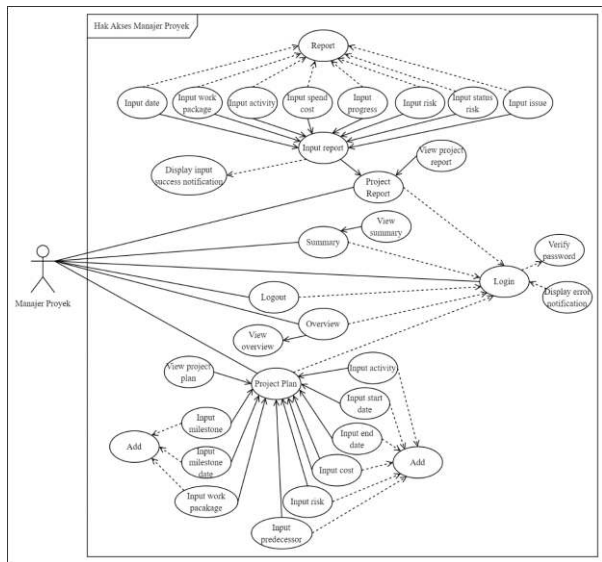 Hak Akses Manajer Proyek
Report
Input date
Input work
package
Input activity
Input spend
cost
Input
progress
Input risk
Input status
risk
Input issue
Input report
Display input
success notification
View project
report
Project
Report
View
summary
Summary
Verify
password
Login
Display error
notification
Manajer Proyek
Logout
Overview
View
overview
View project
plan
Project Plan
Input activity
Input start
date
Input
milestone
Input end
date
Add
Input
milestone
date
Input cost
Add
Input work
pacakage
Input risk
Input
predecessor